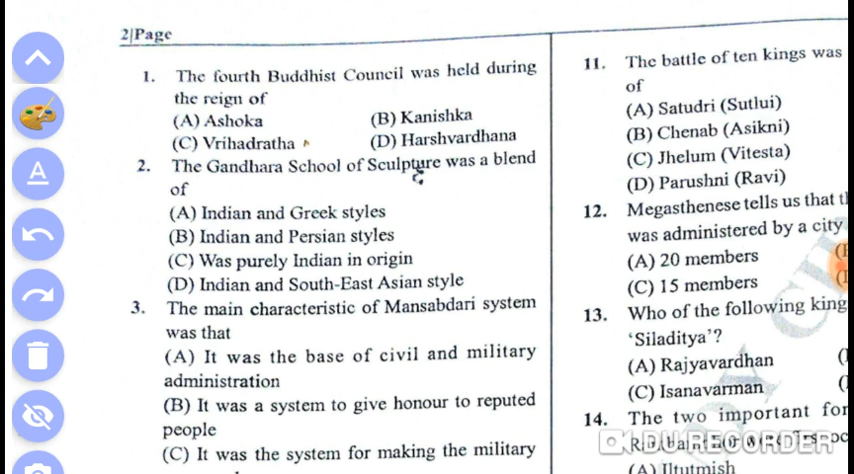 2|Page
1. The fourth Buddhist Council was held during
the reign of
(A) Ashoka (B) Kanishka
(C) Vrihadratha (D) Harshvardhana
2. The Gandhara School of Sculpture was a blend
of
(A) Indian and Greek styles
(B) Indian and Persian styles
(C) Was purely Indian in origin
(D) Indian and South-East Asian style
3. The main characteristic of Mansabdari system
was that
(A) It was the base of civil and military
administration
(B) It was a system to give honour to reputed
people
(C) It was the system for making the military
11. The battle of ten kings was
of
(A) Satudri (Sutlui)
(B) Chenab (Asikni)
(C) Jhelum (Vitesta)
(D) Parushni (Ravi)
12. Megasthenese tells us that
was administered by a city
(A) 20 members
(C) 15 members
13. Who of the following king
'Siladitya'?
(A) Rajyavardhan
(C) Isanavarman
14. The two important for
DU RECORDER
(A) Iltutmish
A